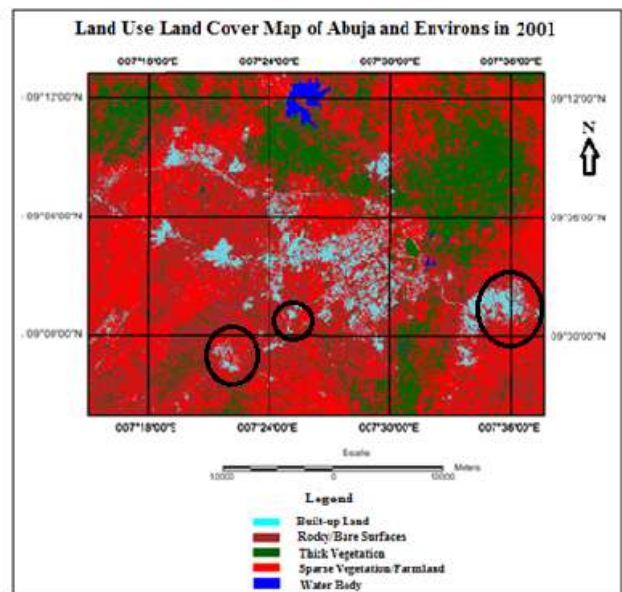 Land Use Land Cover Map of Abuja and Environs in 2001
007°18'00"E 007°24'00"E 007°30'00"E 007°36'00"E
09°12'00"N 09°12'00"N
N
09°04'00"N 09°06'00"N
09°08'00"N 09°00'00"N
007°18'00"E 007°24'00"E 007°30'00"E 007°36'00"E
Scale
Meters
10000 0 10000
Legend
Built-up Land
Rocky/Bare Surfaces
Thick Vegetation
Sparse Vegetation/Farmland
Water Body